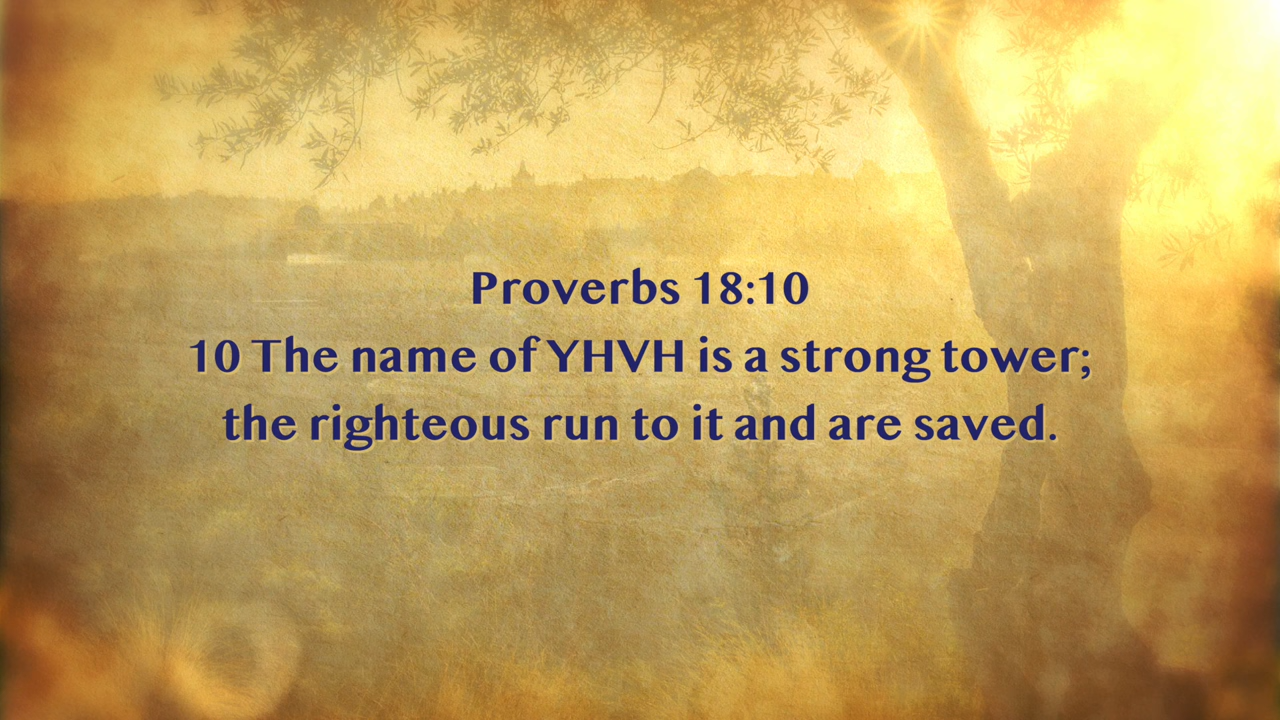 Proverbs 18:10
10 The name of YHVH is a strong tower;
the righteous run to it and are saved.